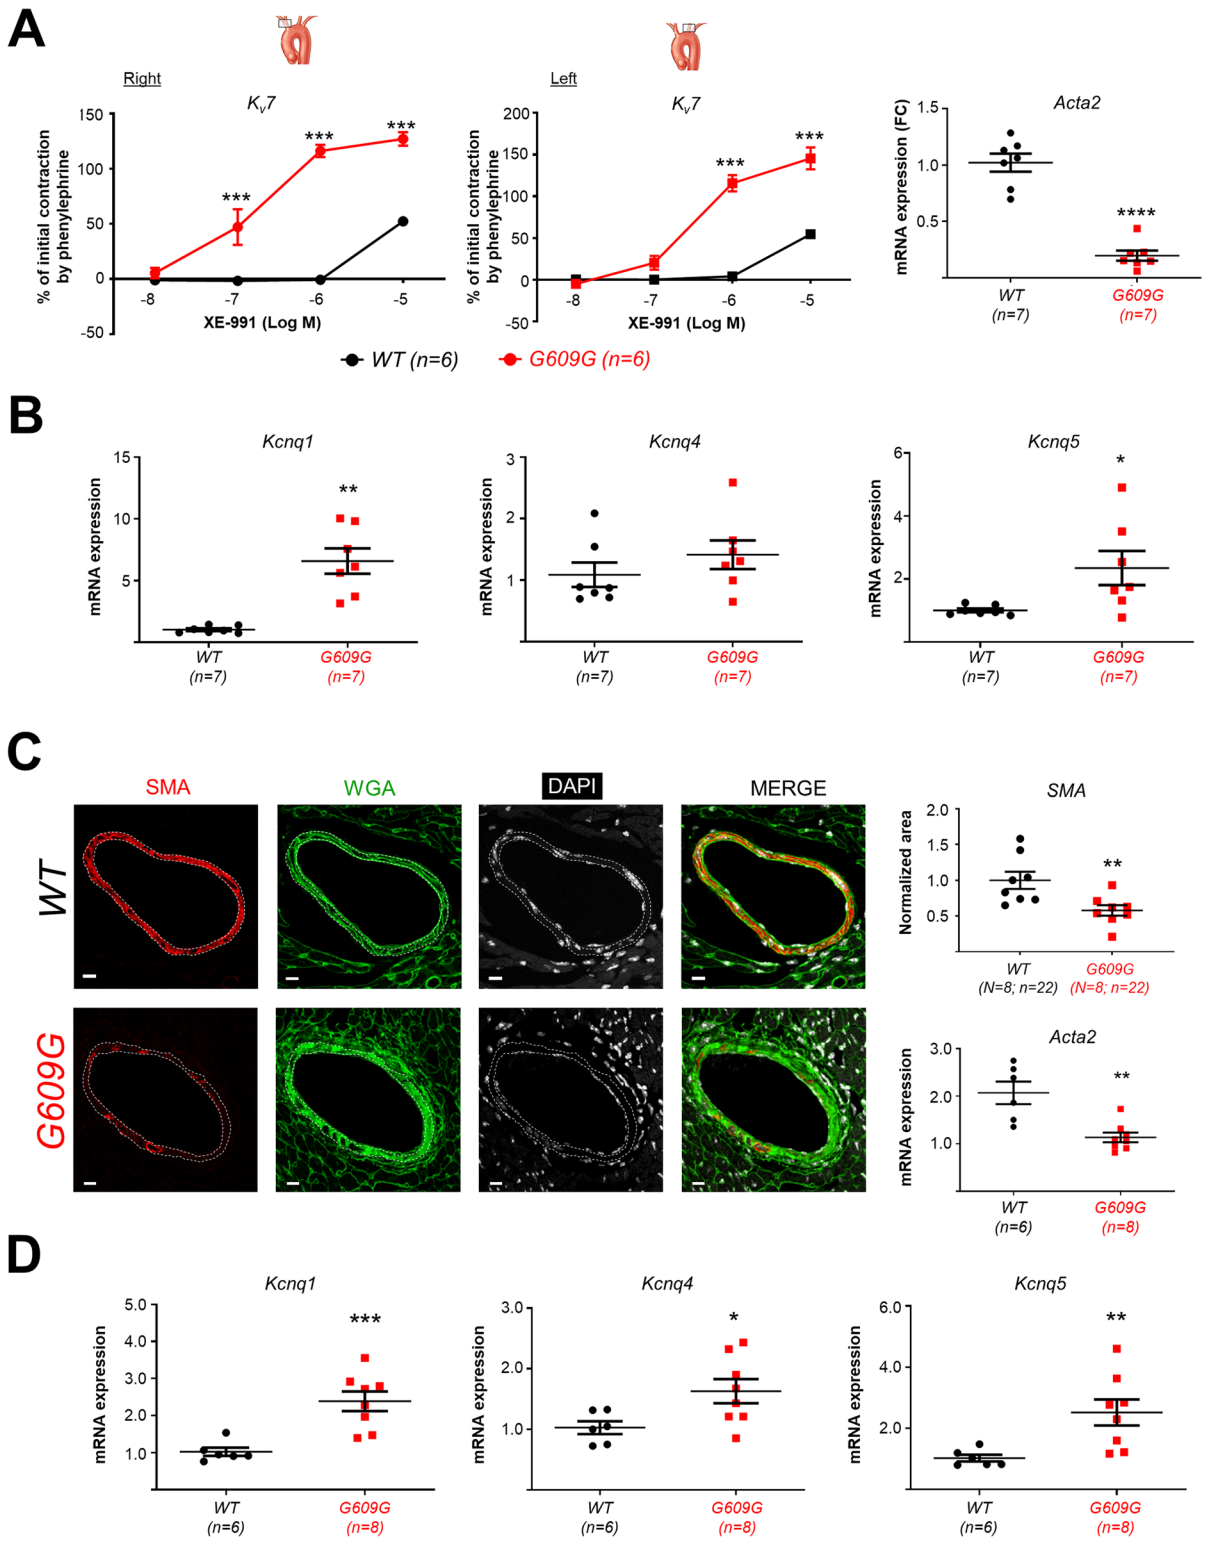 A
Right
Kv7
% of initial contraction
by phenylephrine
150
100
50
0
-50
***
***
***
-8
-7
-6
-5
XE-991 (Log M)
Left
Kv7
% of initial contraction
by phenylephrine
200
150
100
50
0
-50
***
***
-8
-7
-6
-5
XE-991 (Log M)
WT (n=6)
G609G (n=6)
Acta2
mRNA expression (FC)
1.5
1.0
0.5
****
WT
(n=7)
G609G
(n=7)
B
Kcnq1
mRNA expression
15
10
5
**
WT
(n=7)
G609G
(n=7)
Kcnq4
mRNA expression
3
2
1
WT
(n=7)
G609G
(n=7)
Kcnq5
mRNA expression
6
4
2
*
WT
(n=7)
G609G
(n=7)
C
SMA
WGA
DAPI
MERGE
WT
G609G
SMA
Normalized area
2.0
1.5
1.0
0.5
**
WT
(N=8; n=22)
G609G
(N=8; n=22)
Acta2
mRNA expression
3.0
2.0
1.0
**
WT
(n=6)
G609G
(n=8)
D
Kcnq1
mRNA expression
5.0
4.0
3.0
2.0
1.0
***
WT
(n=6)
G609G
(n=8)
Kcnq4
mRNA expression
3.0
2.0
1.0
*
WT
(n=6)
G609G
(n=8)
Kcnq5
mRNA expression
6.0
4.0
2.0
**
WT
(n=6)
G609G
(n=8)